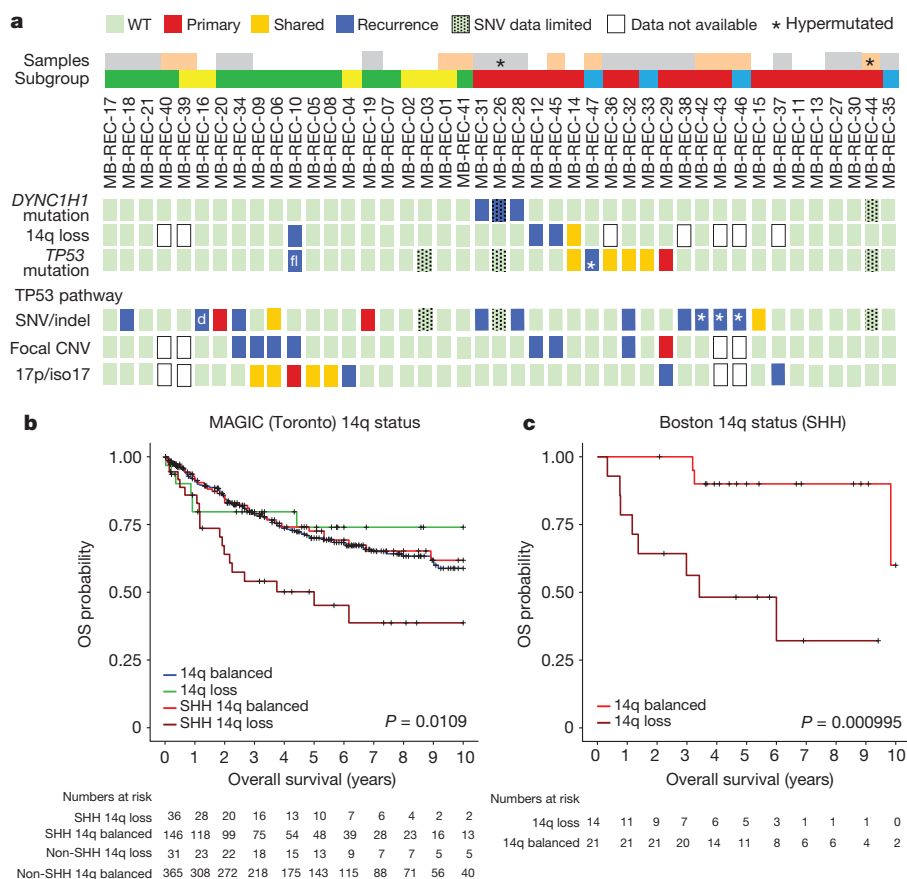 a
WT Primary Shared Recurrence SNV data limited Data not available * Hypermutated
Samples * *
Subgroup
MB-REC-17
MB-REC-18
MB-REC-21
MB-REC-40
MB-REC-39
MB-REC-16
MB-REC-20
MB-REC-34
MB-REC-09
MB-REC-06
MB-REC-10
MB-REC-05
MB-REC-08
MB-REC-04
MB-REC-19
MB-REC-07
MB-REC-02
MB-REC-03
MB-REC-01
MB-REC-41
MB-REC-31
MB-REC-26
MB-REC-28
MB-REC-12
MB-REC-45
MB-REC-14
MB-REC-47
MB-REC-36
MB-REC-32
MB-REC-33
MB-REC-29
MB-REC-38
MB-REC-42
MB-REC-43
MB-REC-46
MB-REC-15
MB-REC-37
MB-REC-11
MB-REC-13
MB-REC-27
MB-REC-30
MB-REC-44
MB-REC-35
DYNC1H1
mutation
14q loss
TP53 fl *
mutation
TP53 pathway
SNV/indel d * * *
Focal CNV
17p/iso17
b MAGIC (Toronto) 14q status
1.00
0.75
0.50
0.25
0
OS probability
14q balanced
14q loss
SHH 14q balanced
SHH 14q loss
P = 0.0109
0 1 2 3 4 5 6 7 8 9 10
Overall survival (years)
Numbers at risk
SHH 14q loss 36 28 20 16 13 10 7 6 4 2 2
SHH 14q balanced 146 118 99 75 54 48 39 28 23 16 13
Non-SHH 14q loss 31 23 22 18 15 13 9 7 7 5 5
Non-SHH 14q balanced 365 308 272 218 175 143 115 88 71 56 40
c Boston 14q status (SHH)
1.00
0.75
0.50
0.25
0
OS probability
14q balanced
14q loss
P = 0.000995
0 1 2 3 4 5 6 7 8 9 10
Overall survival (years)
Numbers at risk
14q loss 14 11 9 7 6 5 3 1 1 1 0
14q balanced 21 21 21 20 14 11 8 6 6 4 2